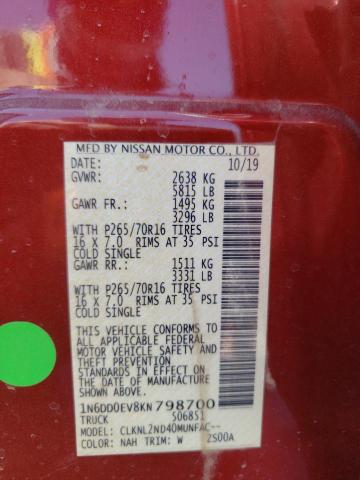 MFD BY NISSAN MOTOR CO., LTD.
DATE: 10/19
GVWR: 2638 KG
5815 LB
GAWR FR.: 1495 KG
3296 LB
WITH P265/70R16 TIRES
16 X 7.0 RIMS AT 35 PSI
COLD SINGLE
GAWR RR.: 1511 KG
3331 LB
WITH P265/70R16 TIRES
16 X 7.0 RIMS AT 35 PSI
COLD SINGLE
THIS VEHICLE CONFORMS TO
ALL APPLICABLE FEDERAL
MOTOR VEHICLE SAFETY AND
THEFT PREVENTION
STANDARDS IN EFFECT ON
THE DATE OF MANUFACTURE
SHOWN ABOVE.
1N6DD0EV8KN798700
TRUCK S06851
MODEL: CLKNL2ND40MUNFAC--
COLOR: NAH TRIM: W 2S00A